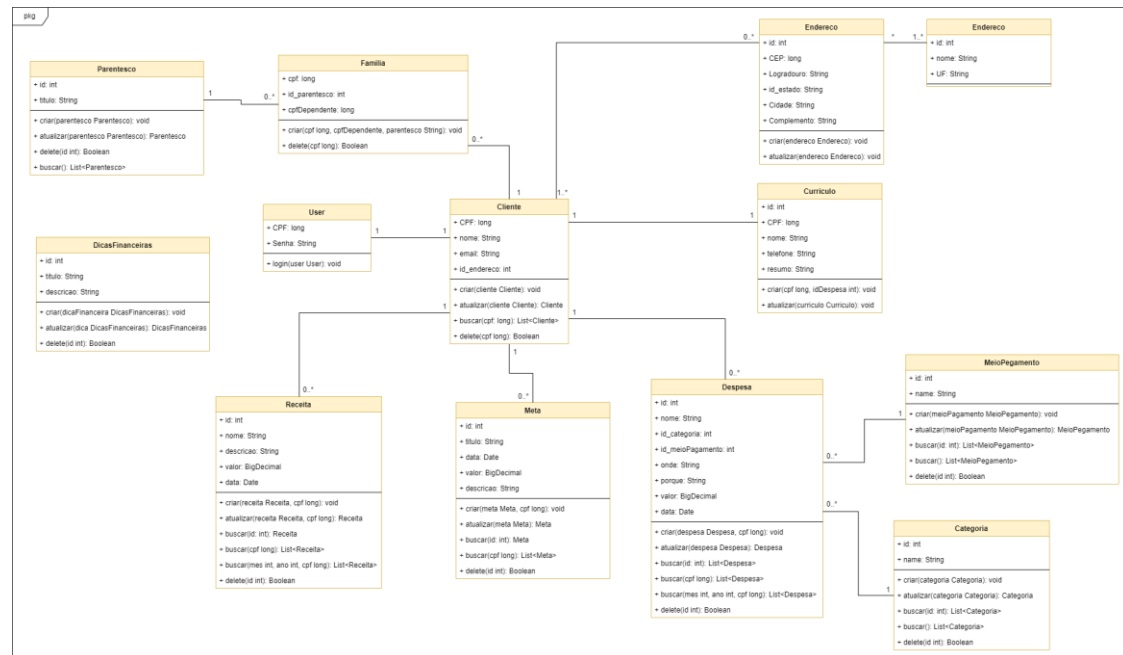 pkg
Parentesco
+ id: int
+ titulo: String
+ criar(parentesco Parentesco): void
+ atualizar(parentesco Parentesco): Parentesco
+ delete(id int): Boolean
+ buscar(): List<Parentesco>
1
0..*
Familia
+ cpf: long
+ id_parentesco: int
+ cpfDependente: long
+ criar(cpf long, cpfDependente, parentesco String): void
+ delete(cpf long): Boolean
0..*
1
Endereco
+ id: int
+ CEP: long
+ Logradouro: String
+ id_estado: String
+ Cidade: String
+ Complemento: String
+ criar(endereco Endereco): void
+ atualizar(endereco Endereco): void
0..*
1..*
*
1..*
Endereco
+ id: int
+ nome: String
+ UF: String
User
+ CPF: long
+ Senha: String
+ login(user User): void
1
1
Cliente
+ CPF: long
+ nome: String
+ email: String
+ id_endereco: int
+ criar(cliente Cliente): void
+ atualizar(cliente Cliente): Cliente
+ buscar(cpf: long): List<Cliente>
+ delete(cpf long): Boolean
1
1
Curriculo
+ id: int
+ CPF: long
+ nome: String
+ telefone: String
+ resumo: String
+ criar(cpf long, idDespesa int): void
+ atualizar(curriculo Curriculo): void
DicasFinanceiras
+ id: int
+ titulo: String
+ descricao: String
+ criar(dicaFinanceira DicasFinanceiras): void
+ atualizar(dica DicasFinanceiras): DicasFinanceiras
+ delete(id int): Boolean
1
0..*
Receita
+ id: int
+ nome: String
+ descricao: String
+ valor: BigDecimal
+ data: Date
+ criar(receita Receita, cpf long): void
+ atualizar(receita Receita, cpf long): Receita
+ buscar(id: int): Receita
+ buscar(cpf long): List<Receita>
+ buscar(mes int, ano int, cpf long): List<Receita>
+ delete(id int): Boolean
1
0..*
Meta
+ id: int
+ titulo: String
+ data: Date
+ valor: BigDecimal
+ descricao: String
+ criar(meta Meta, cpf long): void
+ atualizar(meta Meta): Meta
+ buscar(id: int): Meta
+ buscar(cpf long): List<Meta>
+ delete(id int): Boolean
1
0..*
Despesa
+ id: int
+ nome: String
+ id_categoria: int
+ id_meioPagamento: int
+ onde: String
+ porque: String
+ valor: BigDecimal
+ data: Date
+ criar(despesa Despesa, cpf long): void
+ atualizar(despesa Despesa): Despesa
+ buscar(id: int): List<Despesa>
+ buscar(cpf long): List<Despesa>
+ buscar(mes int, ano int, cpf long): List<Despesa>
+ delete(id int): Boolean
0..*
1
MeioPegamento
+ id: int
+ name: String
+ criar(meioPagamento MeioPegamento): void
+ atualizar(meioPagamento MeioPegamento): MeioPegamento
+ buscar(id: int): List<MeioPegamento>
+ buscar(): List<MeioPegamento>
+ delete(id int): Boolean
0..*
1
Categoria
+ id: int
+ name: String
+ criar(categoria Categoria): void
+ atualizar(categoria Categoria): Categoria
+ buscar(id: int): List<Categoria>
+ buscar(): List<Categoria>
+ delete(id int): Boolean